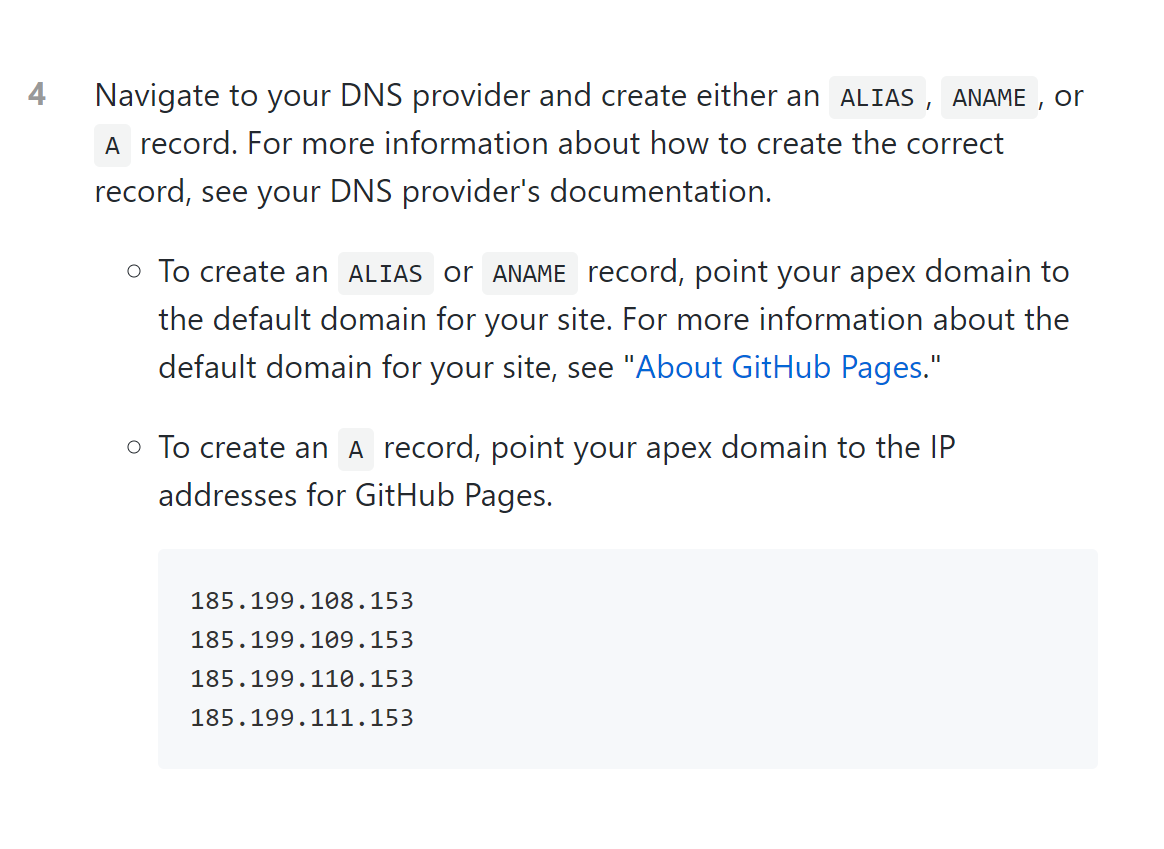 4
Navigate to your DNS provider and create either an ALIAS, ANAME, or
A record. For more information about how to create the correct
record, see your DNS provider's documentation.
To create an ALIAS or ANAME record, point your apex domain to
the default domain for your site. For more information about the
default domain for your site, see "About GitHub Pages."
To create an A record, point your apex domain to the IP
addresses for GitHub Pages.
185.199.108.153
185.199.109.153
185.199.110.153
185.199.111.153